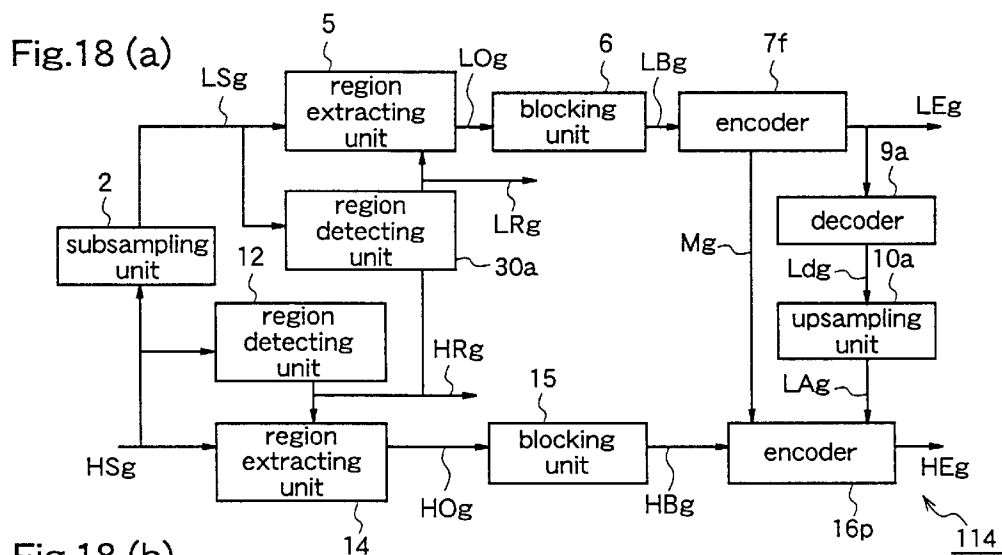 Fig.18 (a)
5
region
extracting
unit
LSg
LOg
6
blocking
unit
LBg
7f
encoder
LEg
9a
decoder
2
subsampling
unit
region
detecting
unit
LRg
30a
Mg
Ldg
10a
upsampling
unit
12
region
detecting
unit
HRg
LAg
HSg
region
extracting
unit
14
HOg
15
blocking
unit
HBg
encoder
16p
HEg
114
Fig.18 (b)